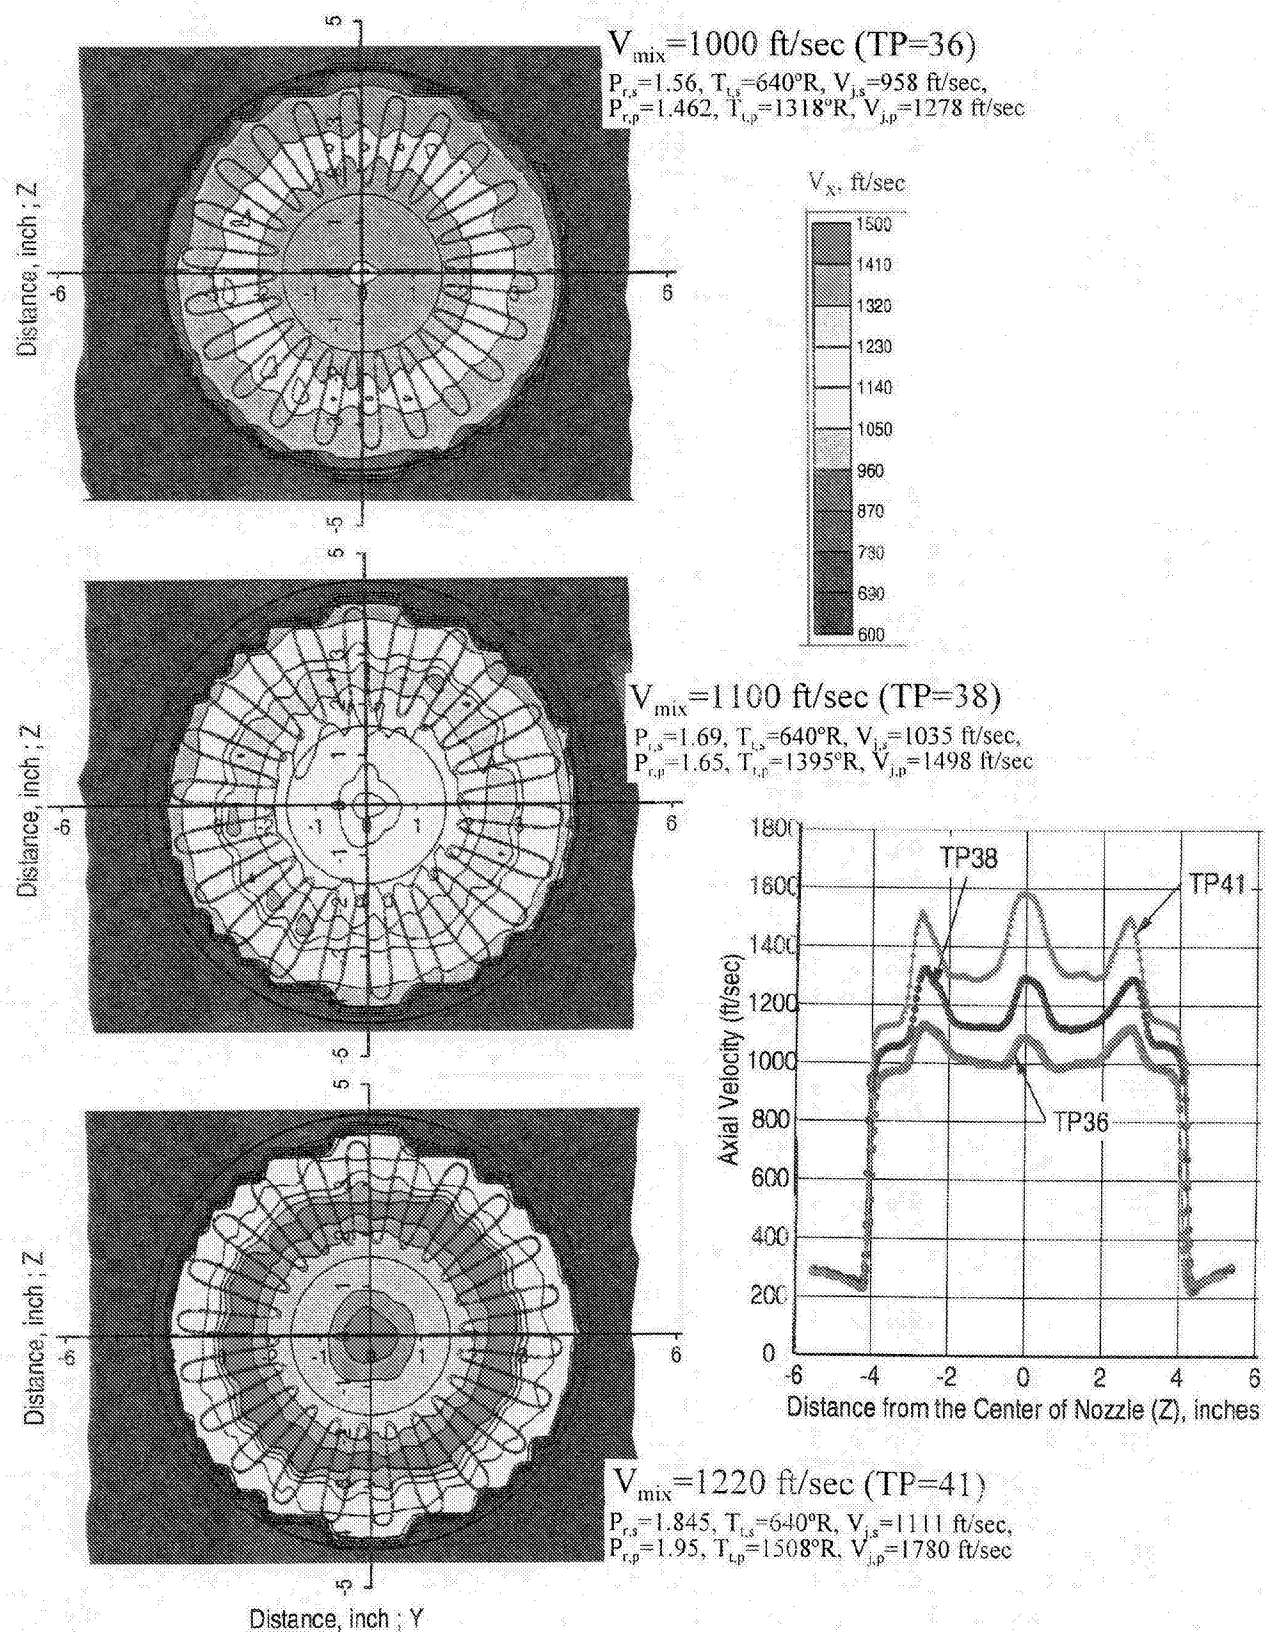 V_mix=1000 ft/sec (TP=36)
P_r,s=1.56, T_t,s=640°R, V_j,s=958 ft/sec,
P_r,p=1.462, T_t,p=1318°R, V_j,p=1278 ft/sec
5
Distance, inch ; Z
-6
-1
1
6
-5
V_X, ft/sec
1500
1410
1320
1230
1140
1050
960
870
780
690
600
5
Distance, inch ; Z
-6
-1
1
6
-5
V_mix=1100 ft/sec (TP=38)
P_r,s=1.69, T_t,s=640°R, V_j,s=1035 ft/sec,
P_r,p=1.65, T_t,p=1395°R, V_j,p=1498 ft/sec
1800
1600
1400
1200
1000
800
600
400
200
0
Axial Velocity (ft/sec)
TP38
TP41
TP36
-6 -4 -2 0 2 4 6
Distance from the Center of Nozzle (Z), inches
5
Distance, inch ; Z
-1
1
6
-5
Distance, inch ; Y
V_mix=1220 ft/sec (TP=41)
P_r,s=1.845, T_t,s=640°R, V_j,s=1111 ft/sec,
P_r,p=1.95, T_t,p=1508°R, V_j,p=1780 ft/sec